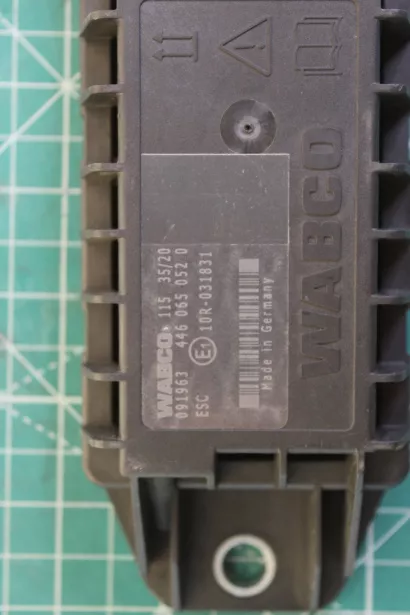 WABCO 115 35/20
091963 446 065 052 0
ESC E1 10R-031831
Made in Germany
WABCO